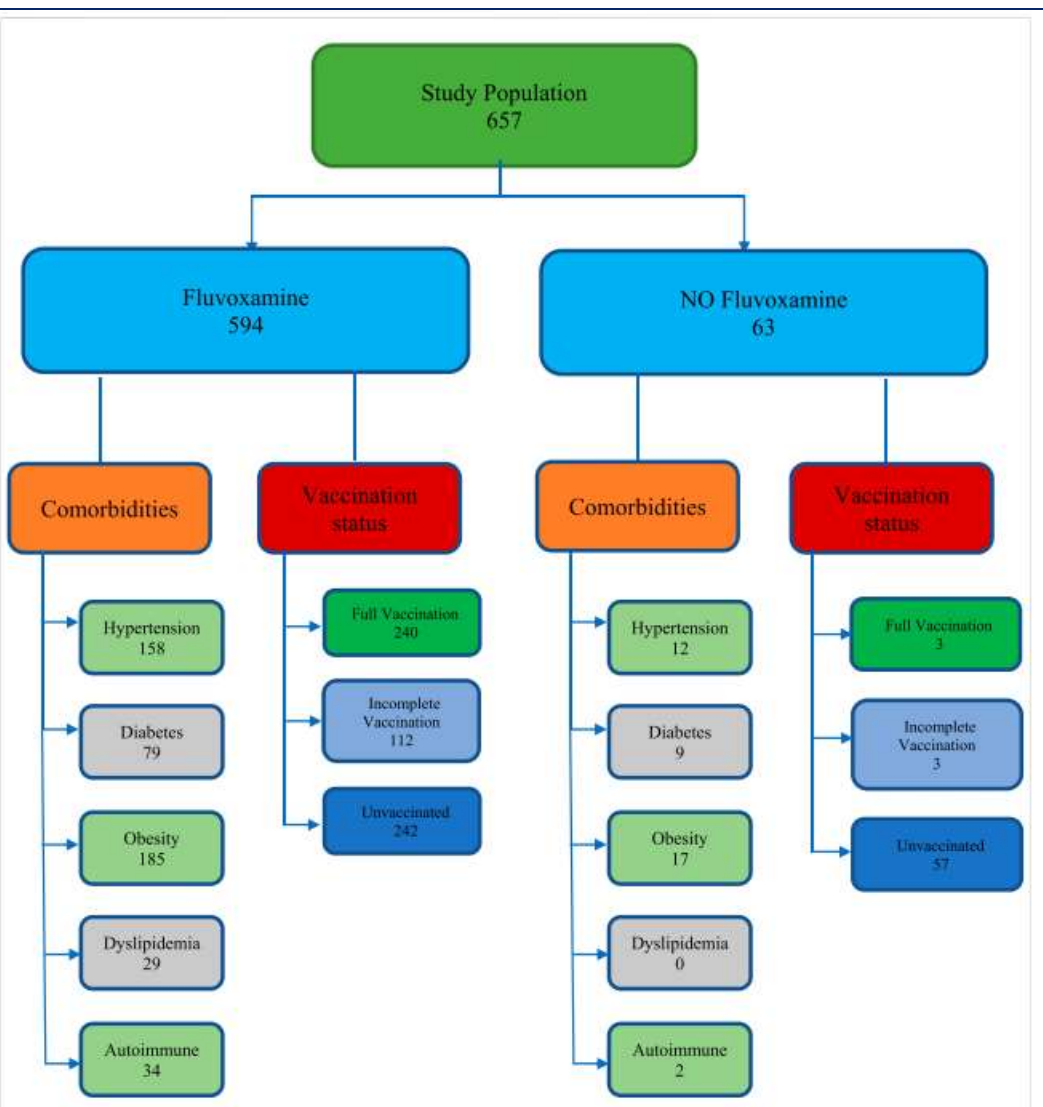 Study Population
657
Fluvoxamine
594
NO Fluvoxamine
63
Comorbidities
Vaccination
status
Comorbidities
Vaccination
status
Hypertension
158
Diabetes
79
Obesity
185
Dyslipidemia
29
Autoimmune
34
Full Vaccination
240
Incomplete
Vaccination
112
Unvaccinated
242
Hypertension
12
Diabetes
9
Obesity
17
Dyslipidemia
0
Autoimmune
2
Full Vaccination
3
Incomplete
Vaccination
3
Unvaccinated
57